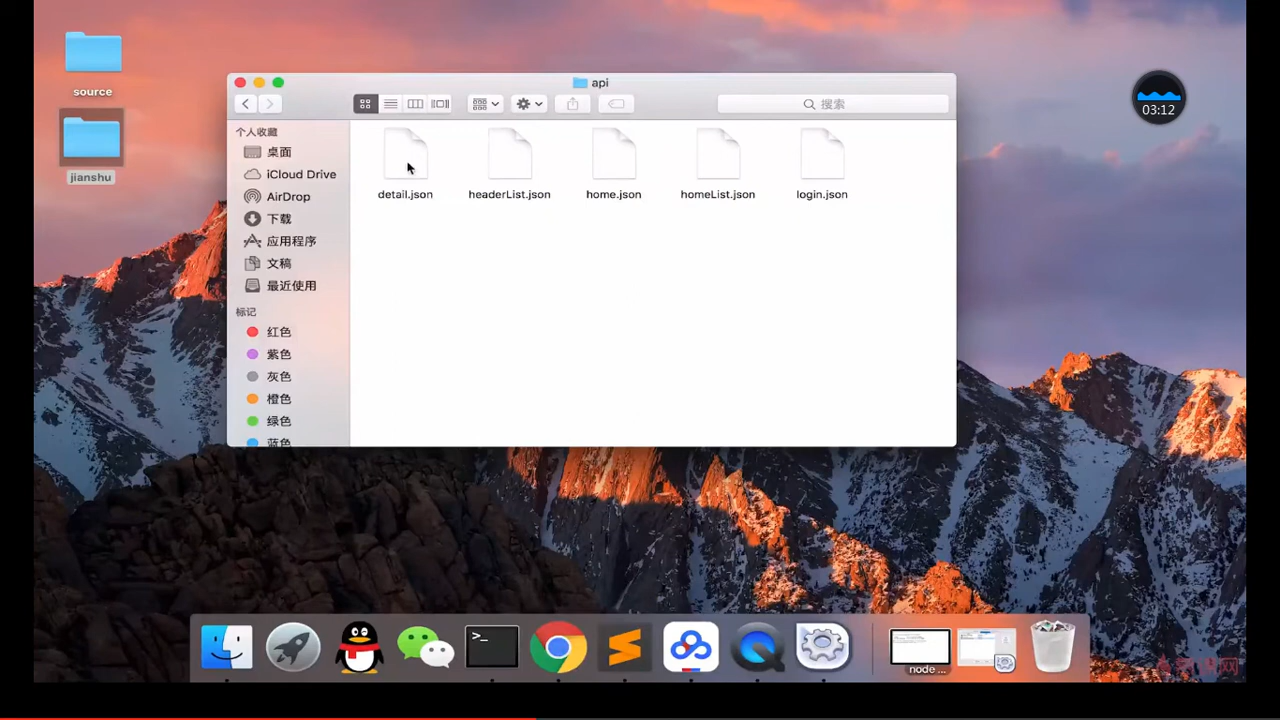 source
jianshu
api
搜索
03:12
个人收藏
桌面
iCloud Drive
AirDrop
下载
应用程序
文稿
最近使用
标记
红色
紫色
灰色
橙色
绿色
蓝色
detail.json
headerList.json
home.json
homeList.json
login.json
>_
node ...